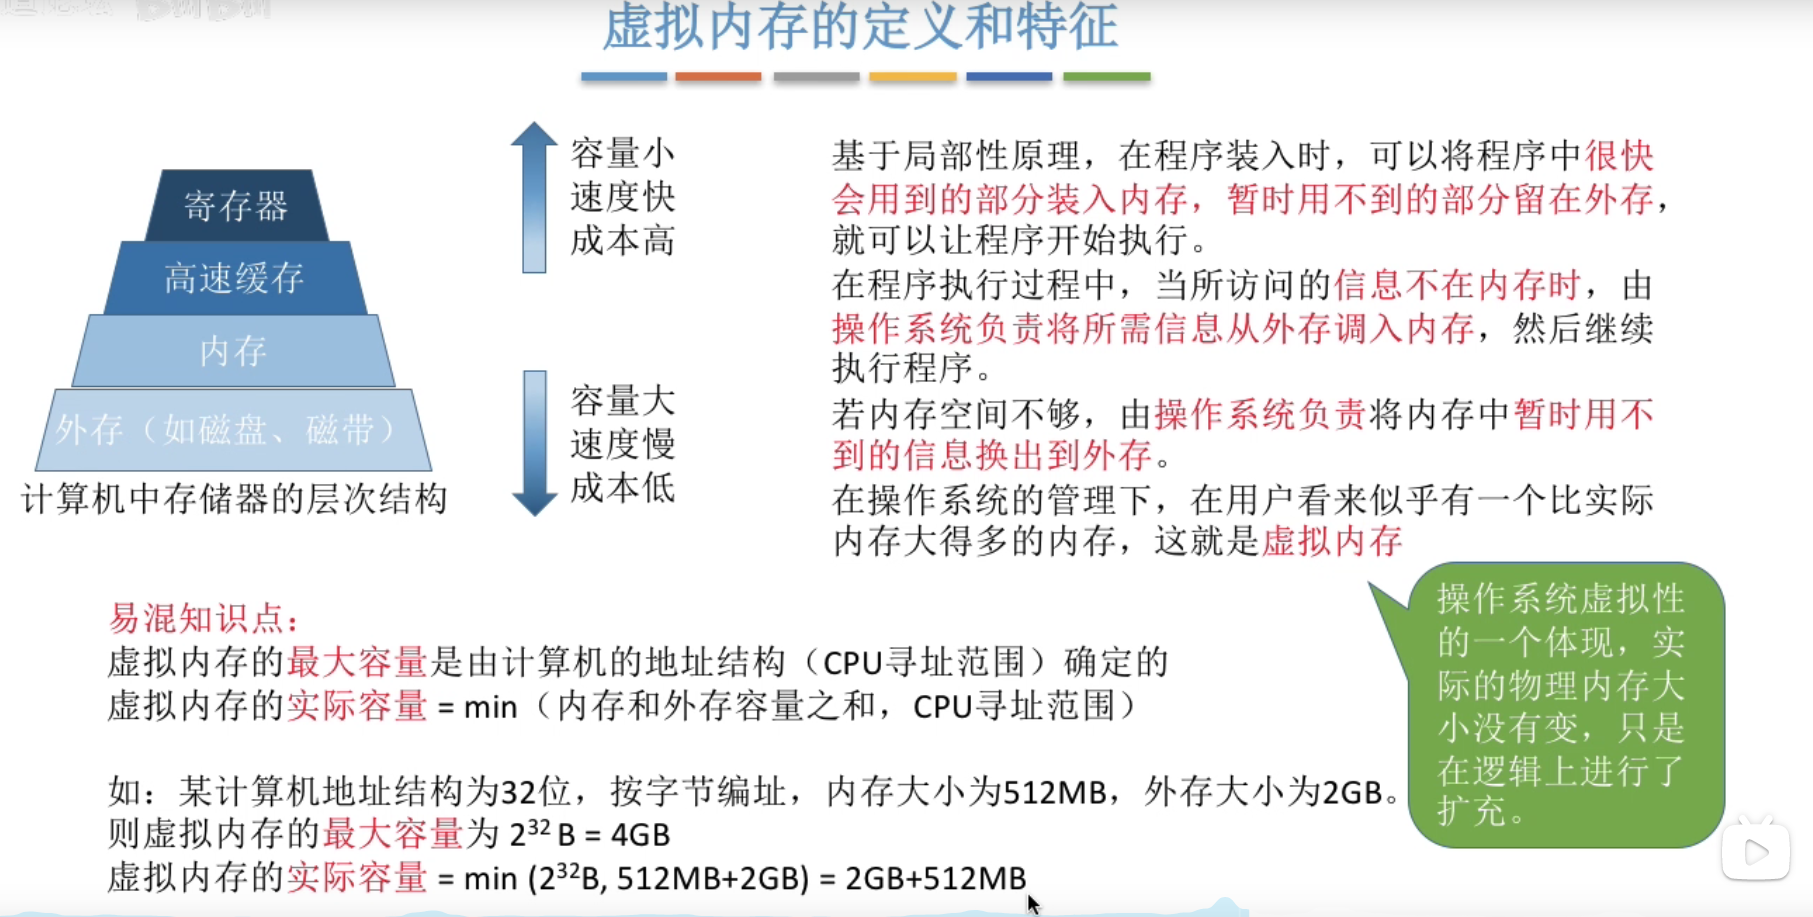 虚拟内存的定义和特征
寄存器
高速缓存
内存
外存（如磁盘、磁带）
计算机中存储器的层次结构
容量小
速度快
成本高
容量大
速度慢
成本低
基于局部性原理，在程序装入时，可以将程序中很快
会用到的部分装入内存，暂时用不到的部分留在外存，
就可以让程序开始执行。
在程序执行过程中，当所访问的信息不在内存时，由
操作系统负责将所需信息从外存调入内存，然后继续
执行程序。
若内存空间不够，由操作系统负责将内存中暂时用不
到的信息换出到外存。
在操作系统的管理下，在用户看来似乎有一个比实际
内存大得多的内存，这就是虚拟内存
操作系统虚拟性
的一个体现，实
际的物理内存大
小没有变，只是
在逻辑上进行了
扩充。
易混知识点：
虚拟内存的最大容量是由计算机的地址结构（CPU寻址范围）确定的
虚拟内存的实际容量 = min（内存和外存容量之和，CPU寻址范围）
如：某计算机地址结构为32位，按字节编址，内存大小为512MB，外存大小为2GB。
则虚拟内存的最大容量为 2³² B = 4GB
虚拟内存的实际容量 = min (2³²B, 512MB+2GB) = 2GB+512MB